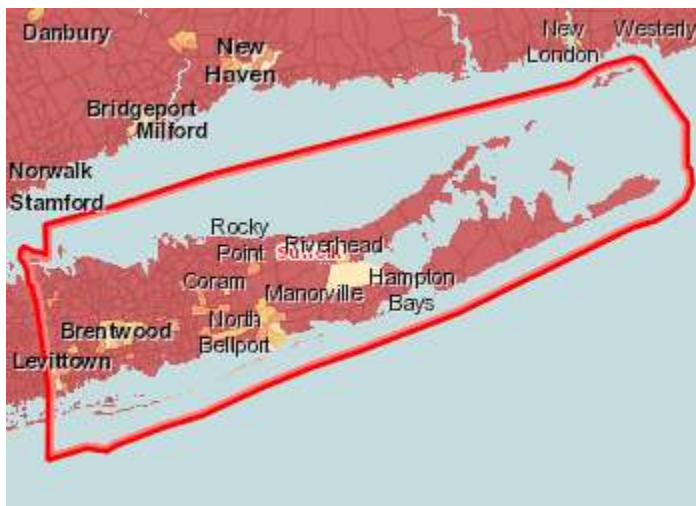 Danbury
New
Haven
New
London
Westerly
Bridgeport
Milford
Norwalk
Stamford
Rocky
Point
Riverhead
Suffolk
Coram
Manorville
Hampton
Bays
Brentwood
North
Bellport
Levittown